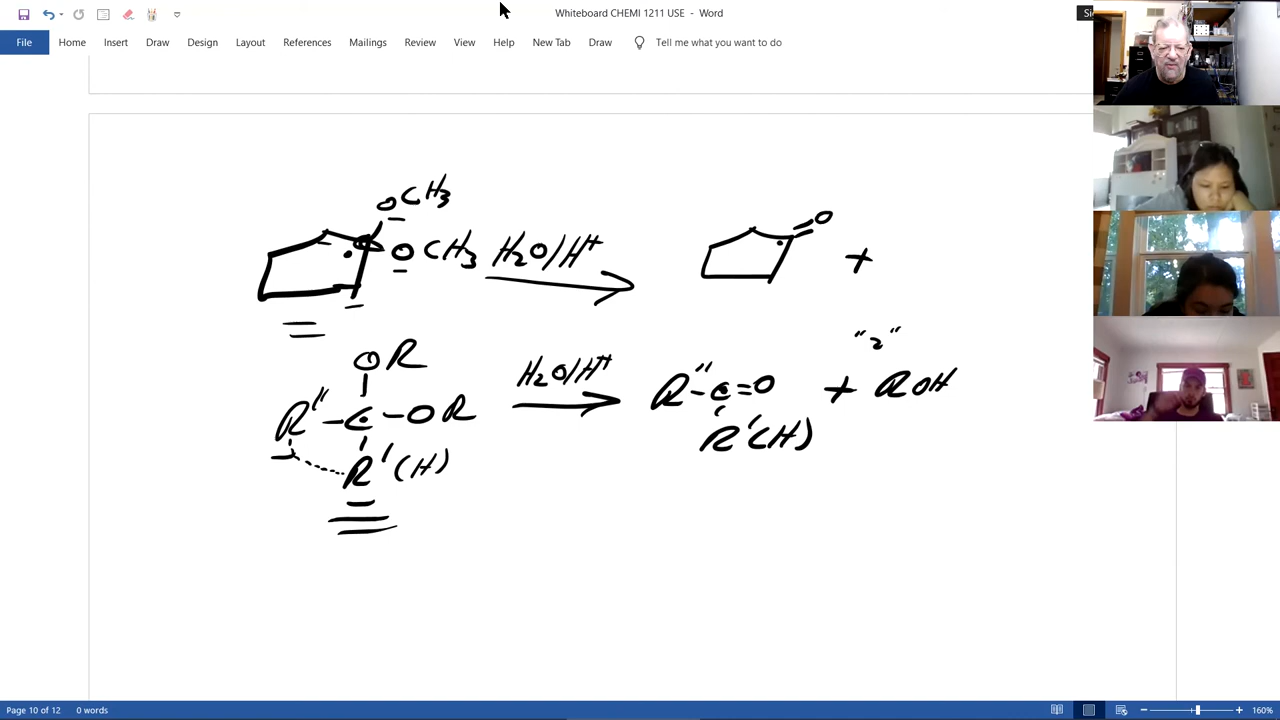 Whiteboard CHEMI 1211 USE - Word
File Home Insert Draw Design Layout References Mailings Review View Help New Tab Draw Tell me what you want to do
OCH3
OCH3 H2O/H+ O +
OR H2O/H+ "2"
R" - C - OR R" - C = O + ROH
R' (H) R' (H)
Page 10 of 12 0 words 160%